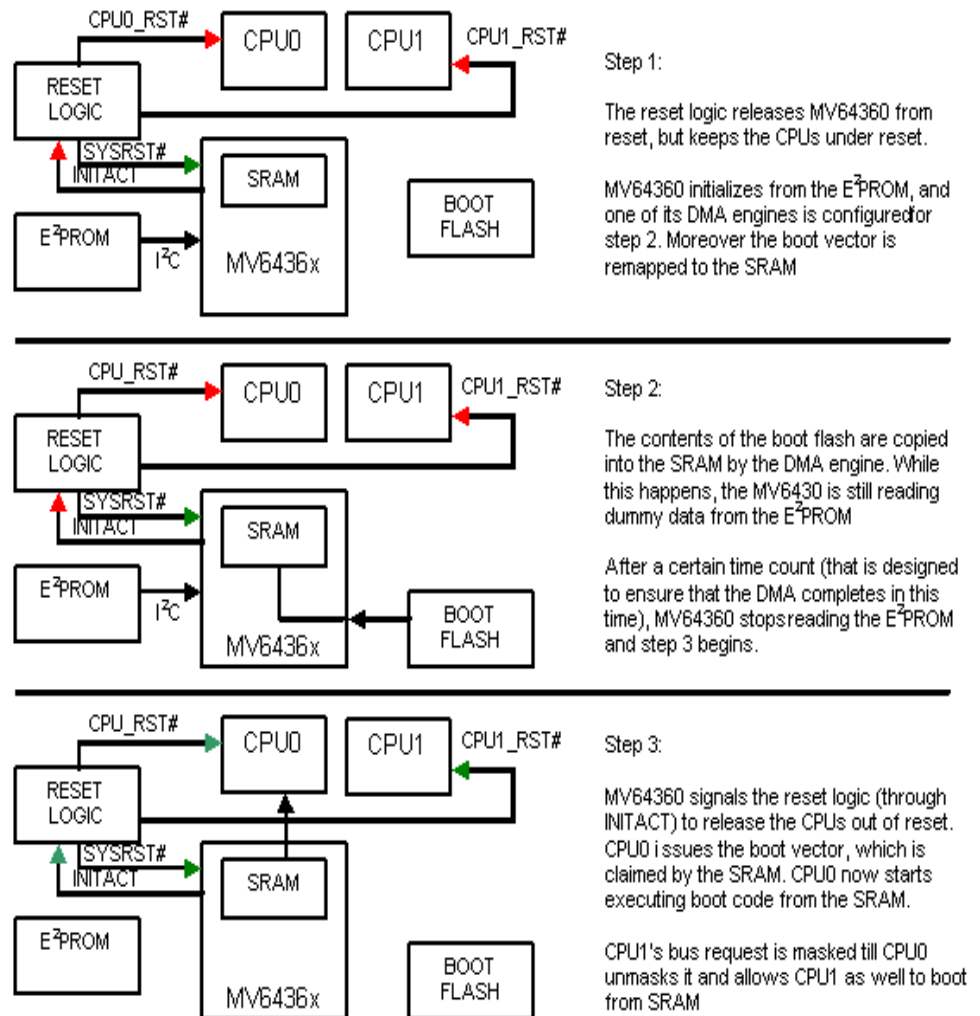 CPU0_RST#
CPU0
CPU1
CPU1_RST#
RESET
LOGIC
SYSRST#
INITACT
SRAM
E²PROM
I²C
MV6436x
BOOT
FLASH
Step 1:
The reset logic releases MV64360 from
reset, but keeps the CPUs under reset.
MV64360 initializes from the E²PROM, and
one of its DMA engines is configured for
step 2. Moreover the boot vector is
remapped to the SRAM
CPU_RST#
CPU0
CPU1
CPU1_RST#
RESET
LOGIC
SYSRST#
INITACT
SRAM
E²PROM
I²C
MV6436x
BOOT
FLASH
Step 2:
The contents of the boot flash are copied
into the SRAM by the DMA engine. While
this happens, the MV6430 is still reading
dummy data from the E²PROM
After a certain time count (that is designed
to ensure that the DMA completes in this
time), MV64360 stops reading the E²PROM
and step 3 begins.
CPU_RST#
CPU0
CPU1
CPU1_RST#
RESET
LOGIC
SYSRST#
INITACT
SRAM
E²PROM
MV6436x
BOOT
FLASH
Step 3:
MV64360 signals the reset logic (through
INITACT) to release the CPUs out of reset.
CPU0 issues the boot vector, which is
claimed by the SRAM. CPU0 now starts
executing boot code from the SRAM.
CPU1's bus request is masked till CPU0
unmasks it and allows CPU1 as well to boot
from SRAM